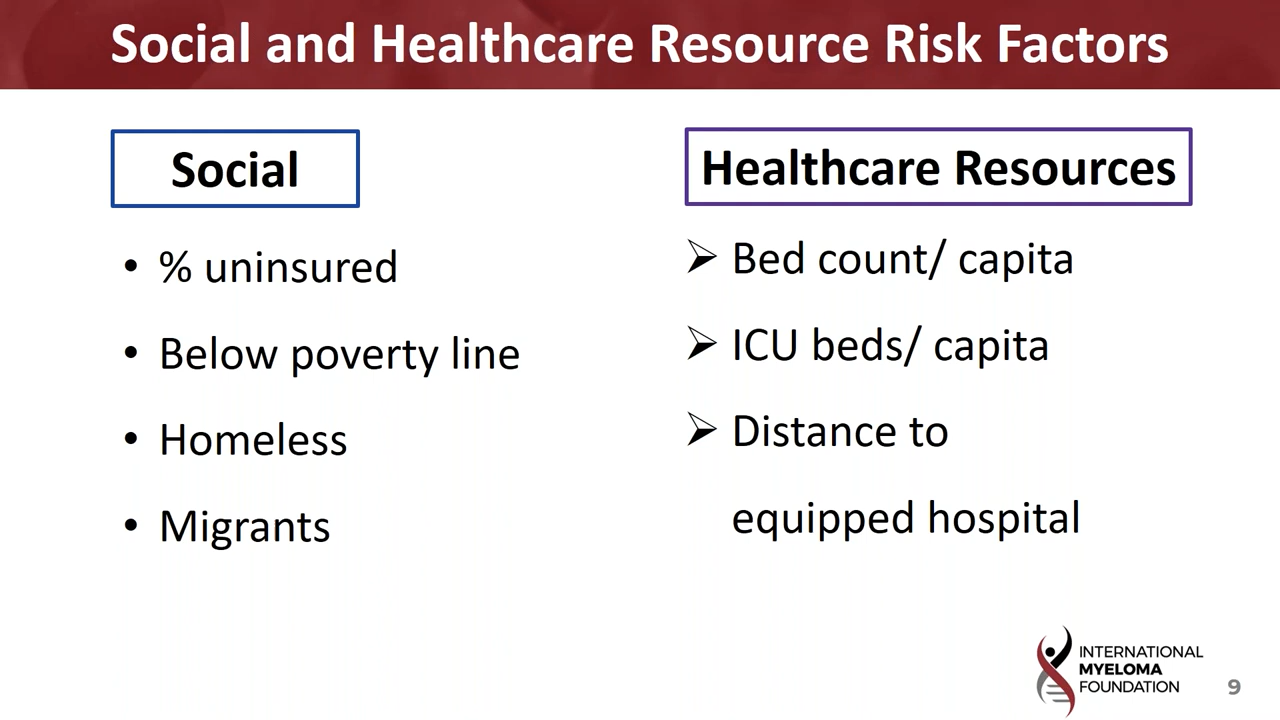 Social and Healthcare Resource Risk Factors
Social
• % uninsured
• Below poverty line
• Homeless
• Migrants
Healthcare Resources
➢ Bed count/ capita
➢ ICU beds/ capita
➢ Distance to
equipped hospital
INTERNATIONAL
MYELOMA
FOUNDATION
9